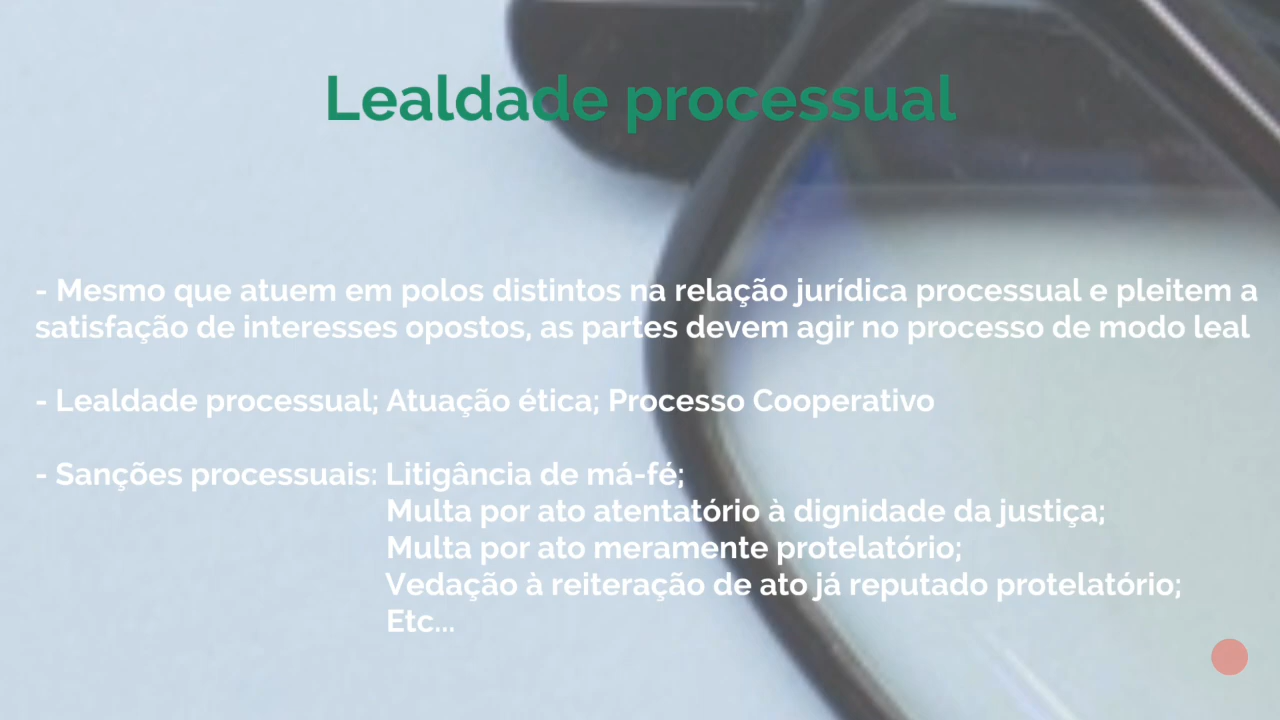 Lealdade processual
- Mesmo que atuem em polos distintos na relação jurídica processual e pleitem a
satisfação de interesses opostos, as partes devem agir no processo de modo leal
- Lealdade processual; Atuação ética; Processo Cooperativo
- Sanções processuais: Litigância de má-fé;
Multa por ato atentatório à dignidade da justiça;
Multa por ato meramente protelatório;
Vedação à reiteração de ato já reputado protelatório;
Etc...